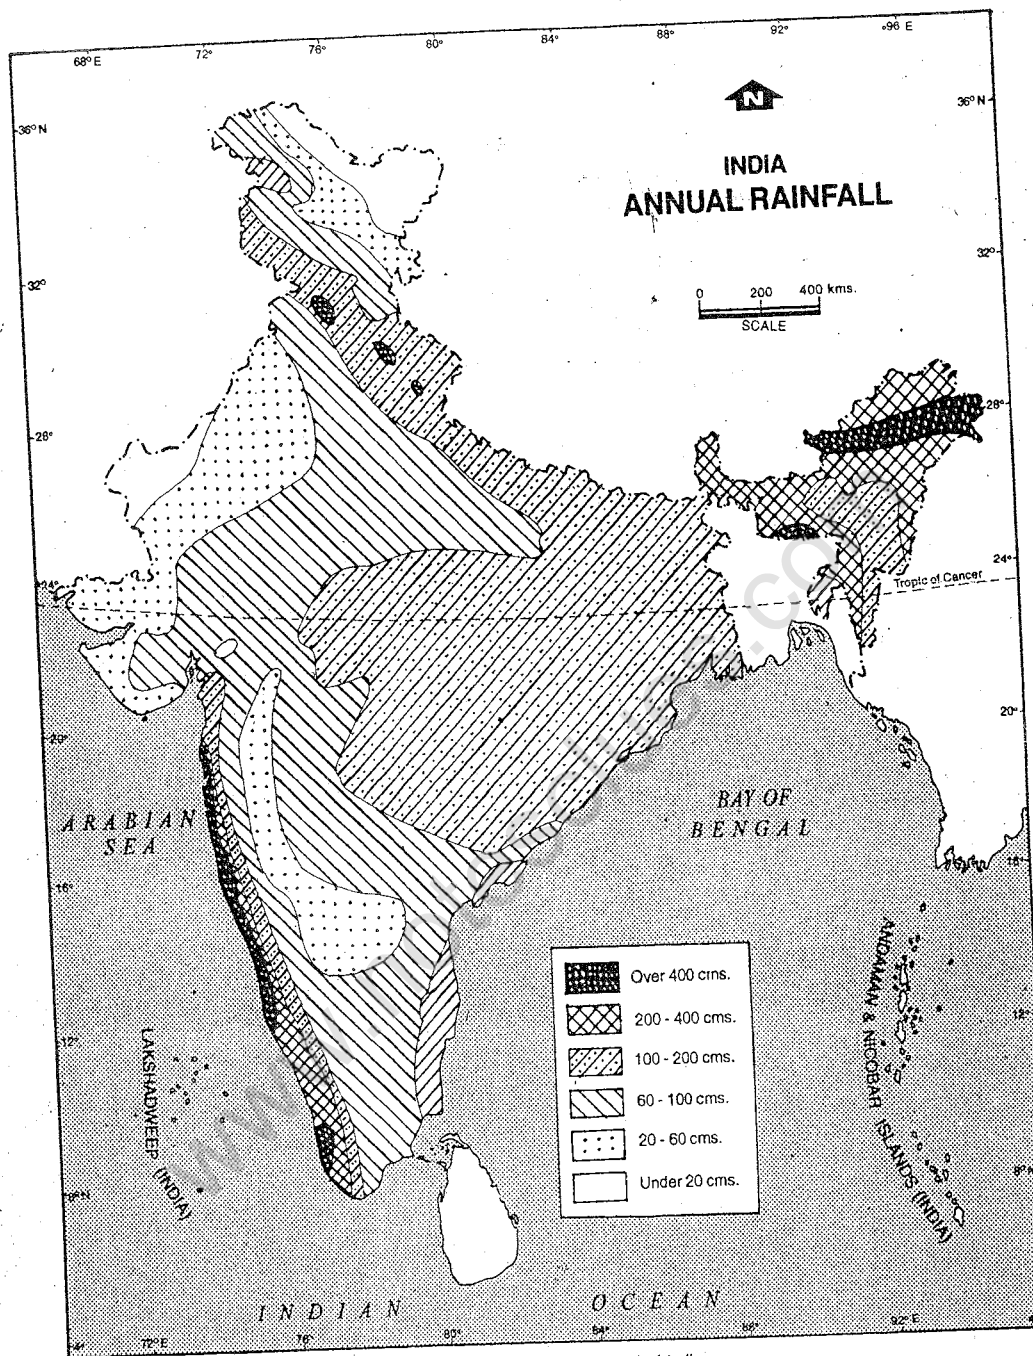 68° E 72° 76° 80° 84° 88° 92° 96° E
36° N 36° N
N
INDIA
ANNUAL RAINFALL
32° 32°
0 200 400 kms.
SCALE
28° 28°
24° 24°
Tropic of Cancer
20° 20°
ARABIAN
SEA
BAY OF
BENGAL
16° 16°
ANDAMAN & NICOBAR ISLANDS (INDIA)
LAKSHADWEEP (INDIA)
Over 400 cms.
200 - 400 cms.
100 - 200 cms.
60 - 100 cms.
20 - 60 cms.
Under 20 cms.
12° 12°
8° N 8° N
INDIAN OCEAN
72° E 76° 80° 84° 88° 92° E